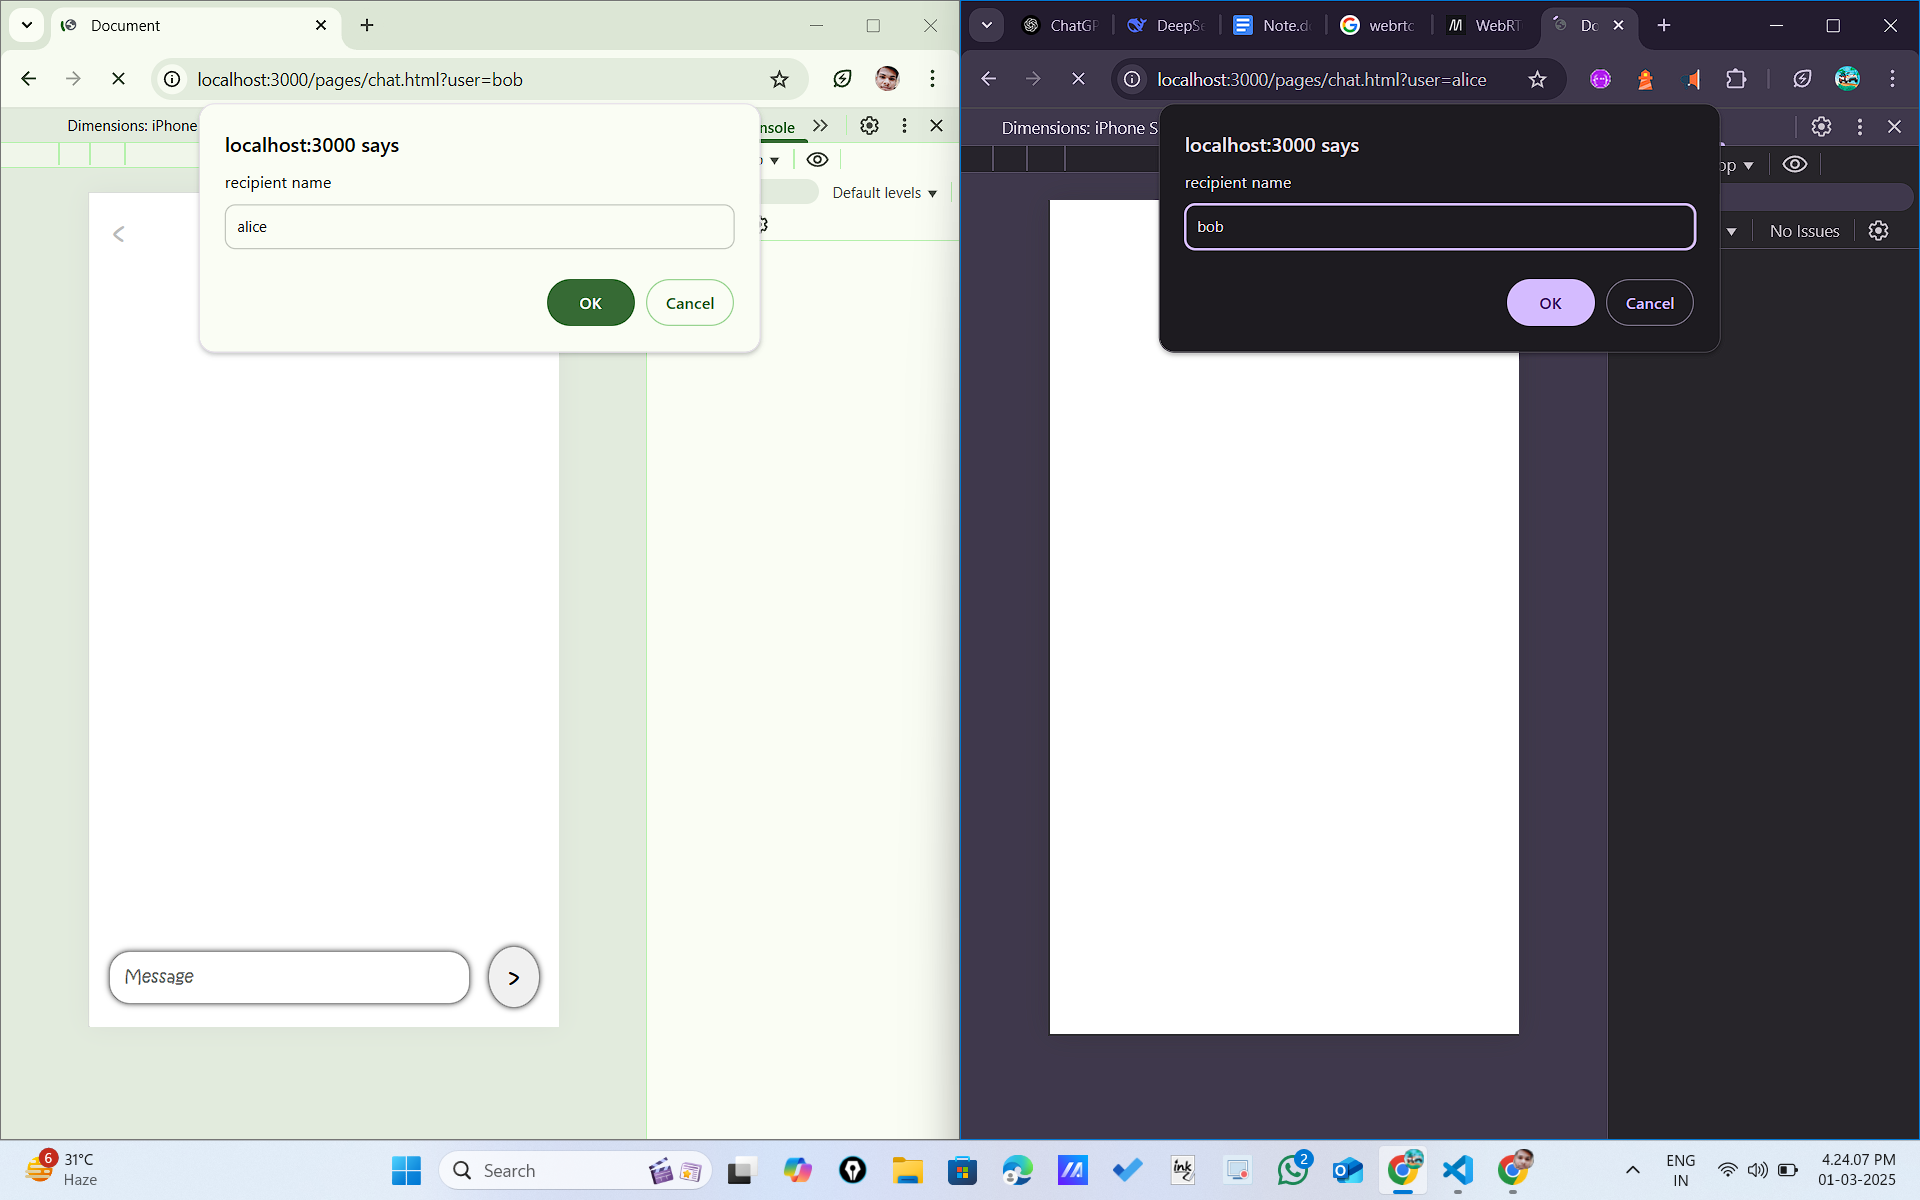 Document
localhost:3000/pages/chat.html?user=bob
Dimensions: iPhone
nsole
localhost:3000 says
recipient name
alice
OK
Cancel
Default levels
<
Message
>
ChatGP
DeepSe
Note.d
webrtc
WebRT
Do
localhost:3000/pages/chat.html?user=alice
Dimensions: iPhone S
op
No Issues
localhost:3000 says
recipient name
bob
OK
Cancel
6
31°C
Haze
Search
ink
2
ENG
IN
4.24.07 PM
01-03-2025